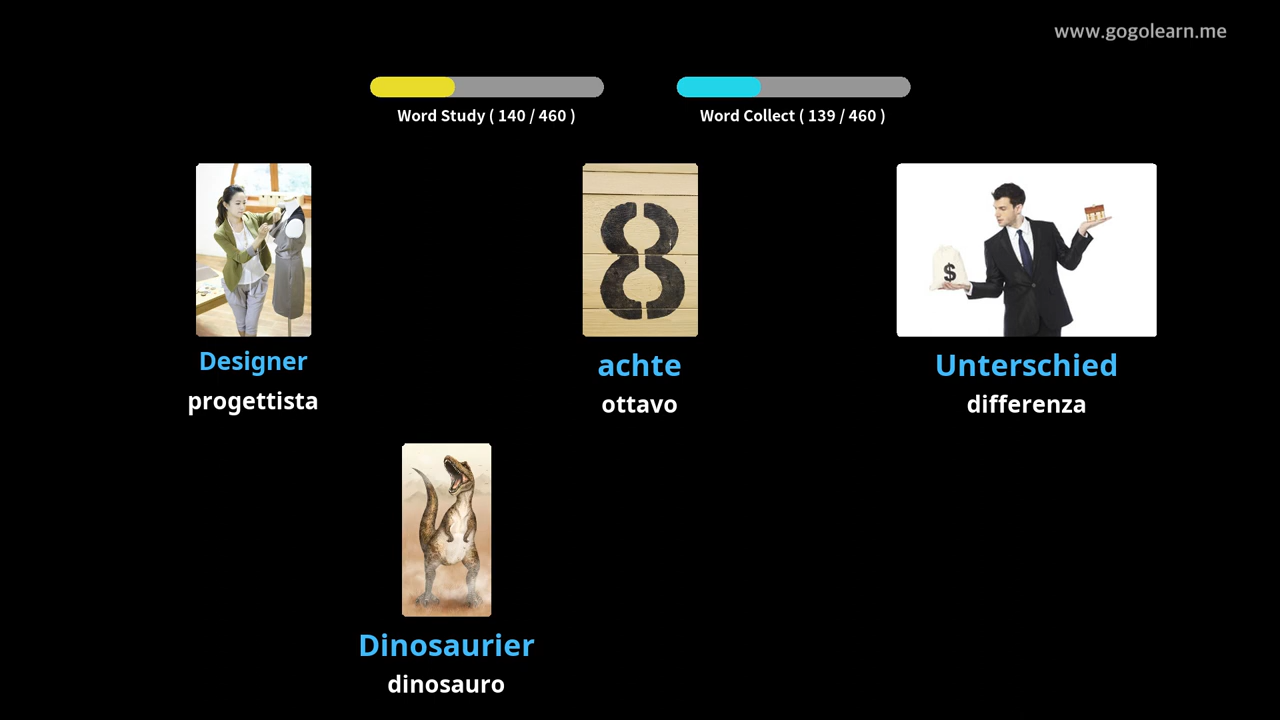 www.gogolearn.me
Word Study ( 140 / 460 )
Word Collect ( 139 / 460 )
8
$
Designer
progettista
achte
ottavo
Unterschied
differenza
Dinosaurier
dinosauro